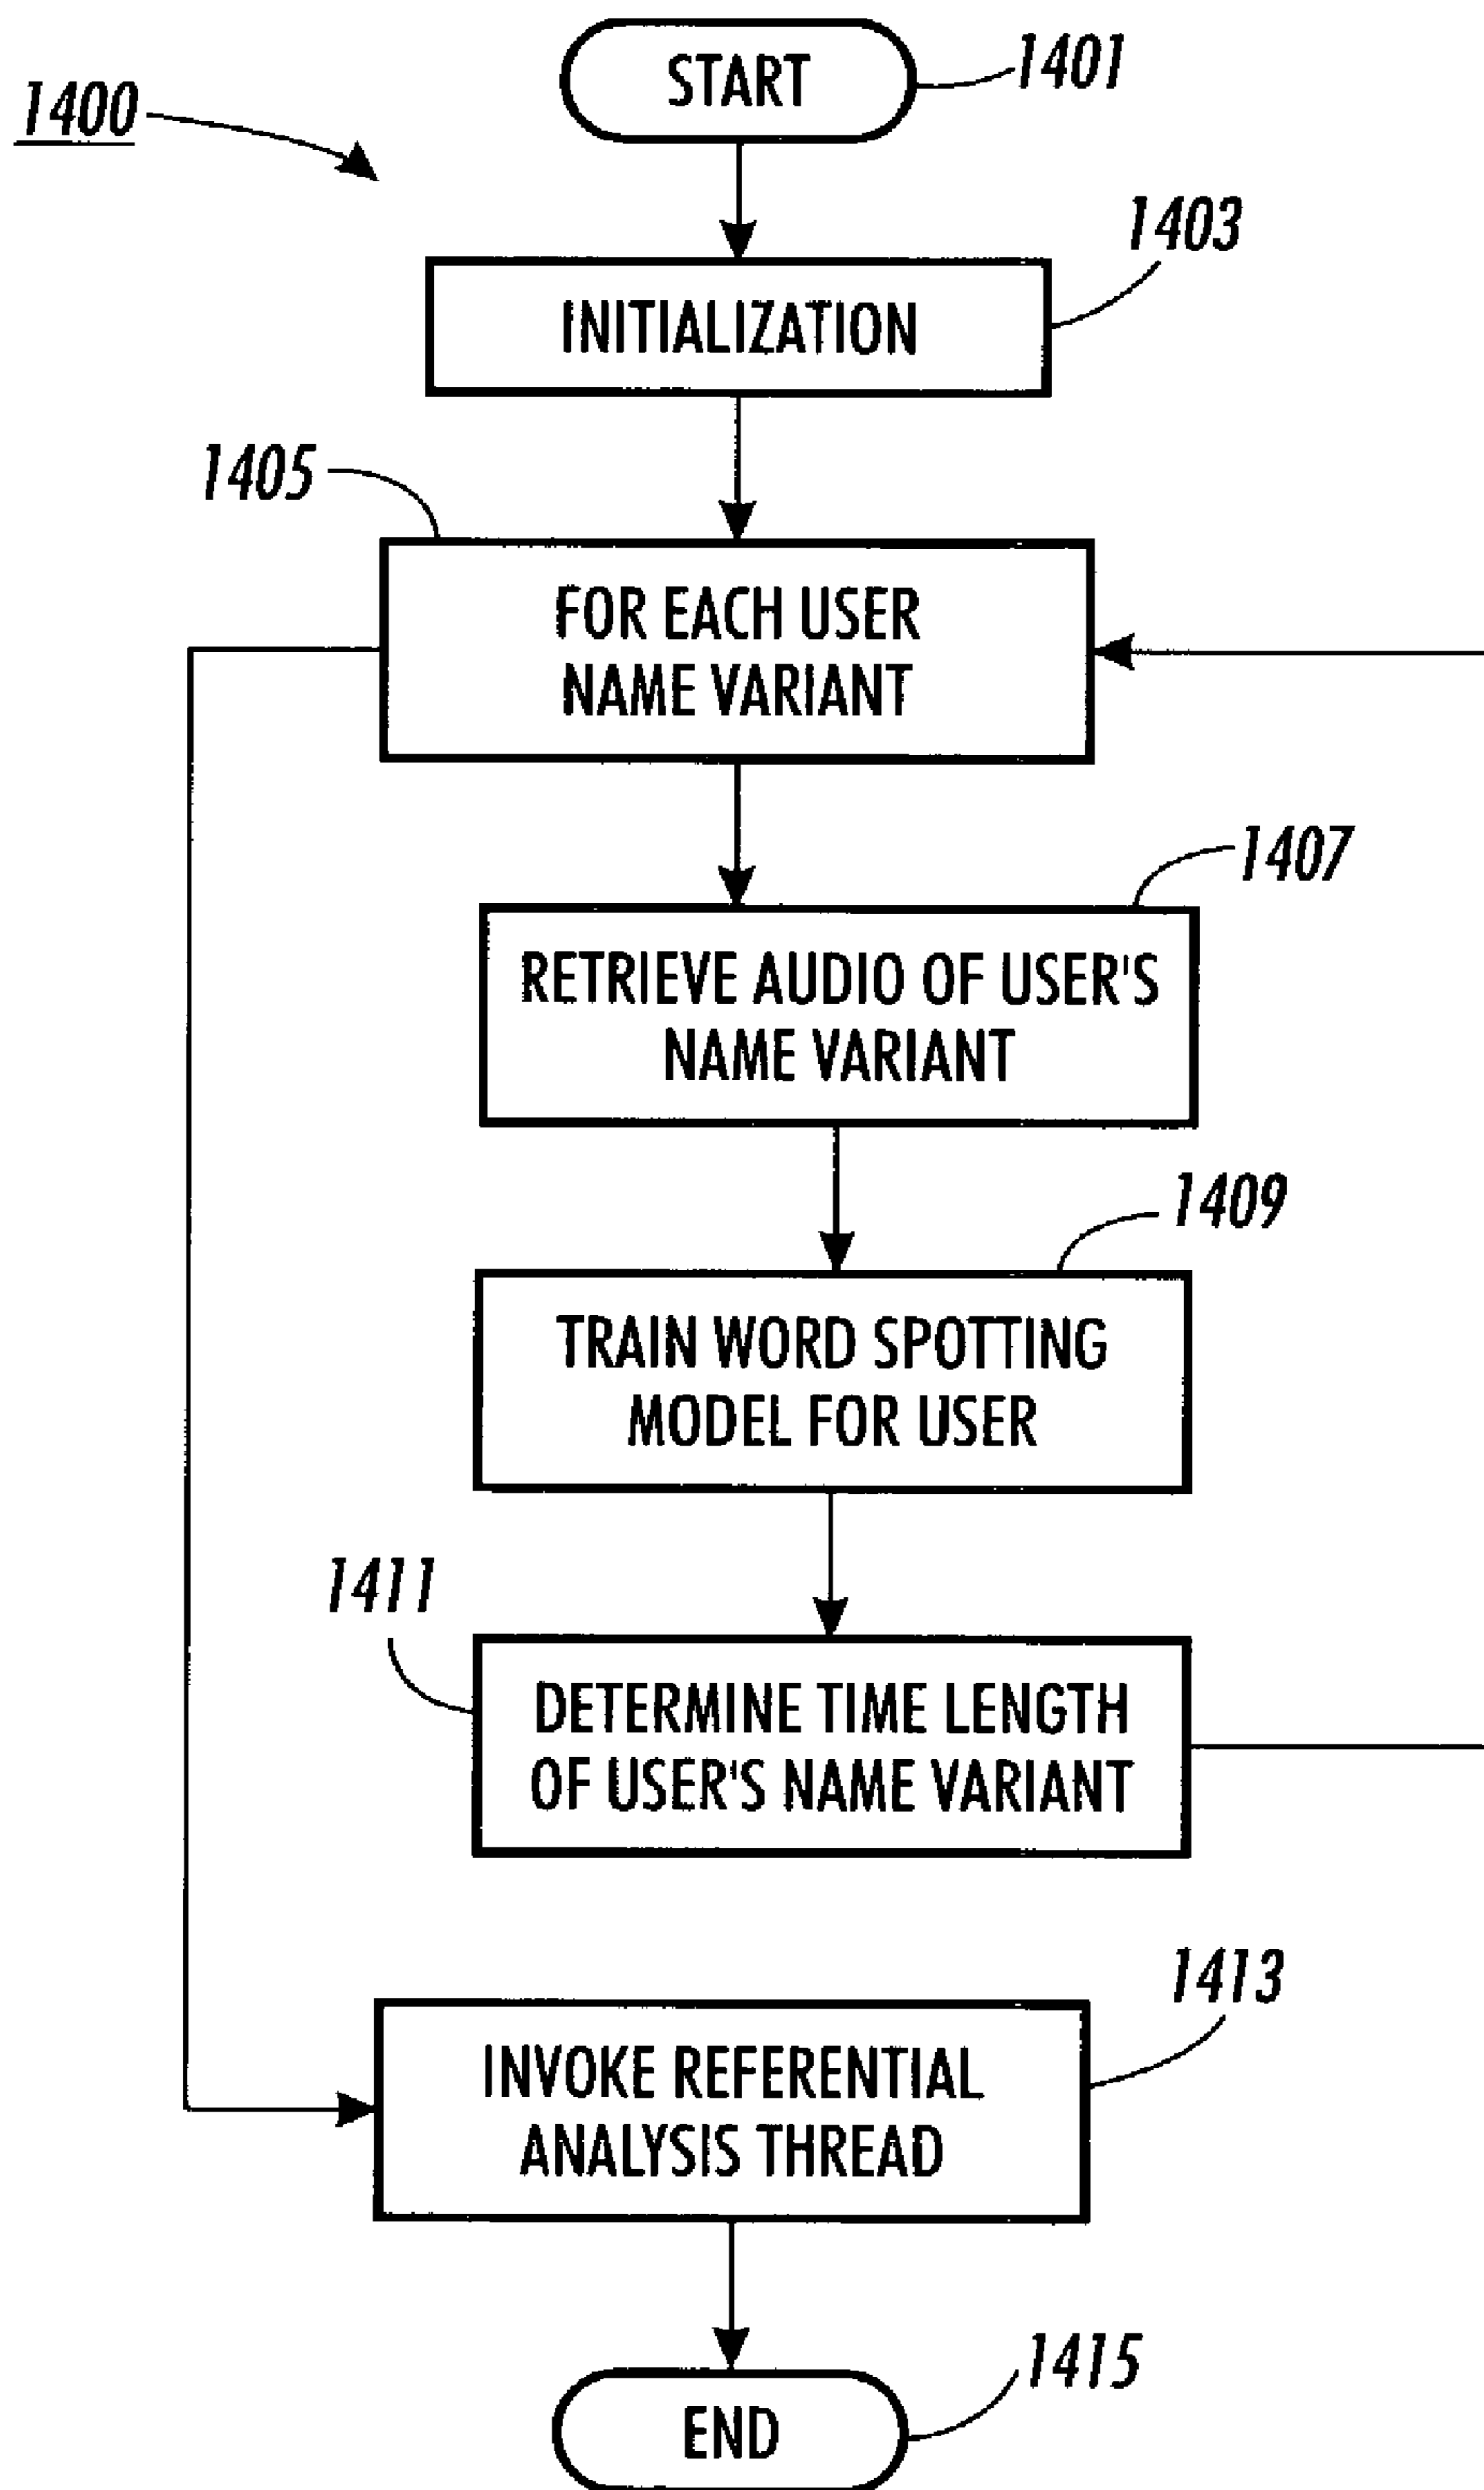 1400
START
1401
INITIALIZATION
1403
1405
FOR EACH USER
NAME VARIANT
1407
RETRIEVE AUDIO OF USER'S
NAME VARIANT
1409
TRAIN WORD SPOTTING
MODEL FOR USER
1411
DETERMINE TIME LENGTH
OF USER'S NAME VARIANT
1413
INVOKE REFERENTIAL
ANALYSIS THREAD
1415
END